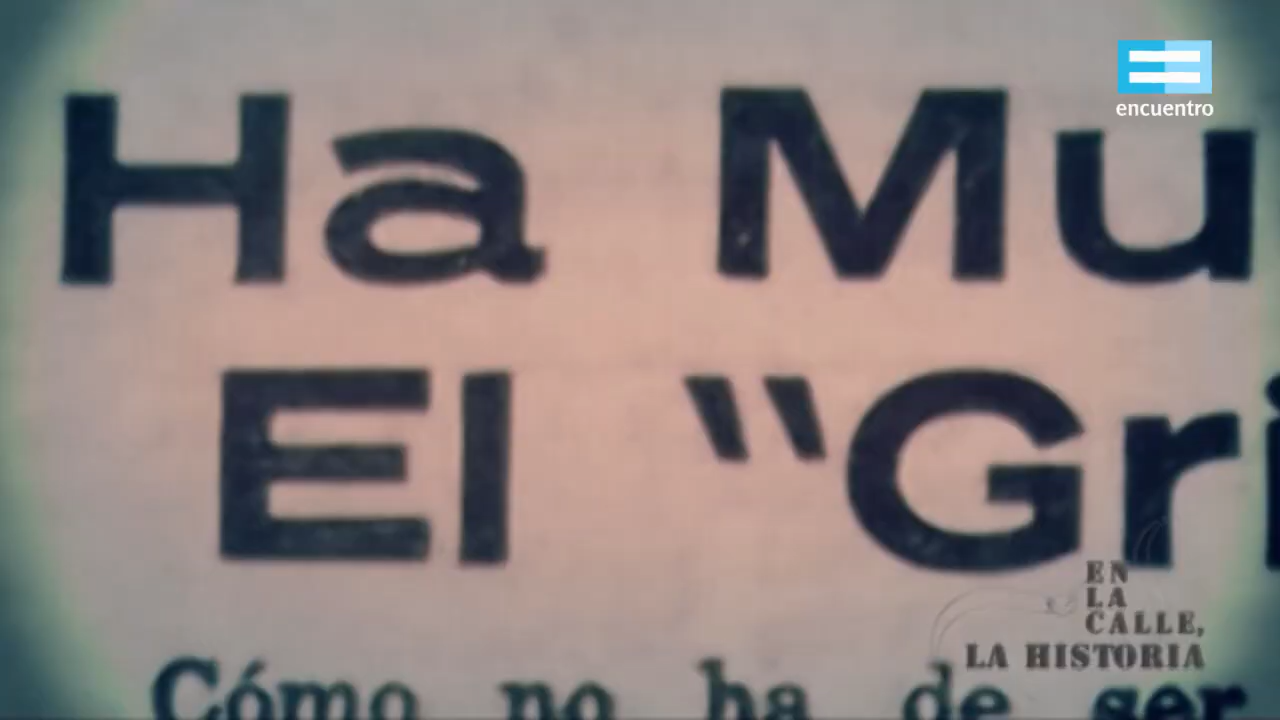 encuentro
Ha Mu
El "Gri
Cómo no ha de ser
EN
LA
CALLE,
LA HISTORIA